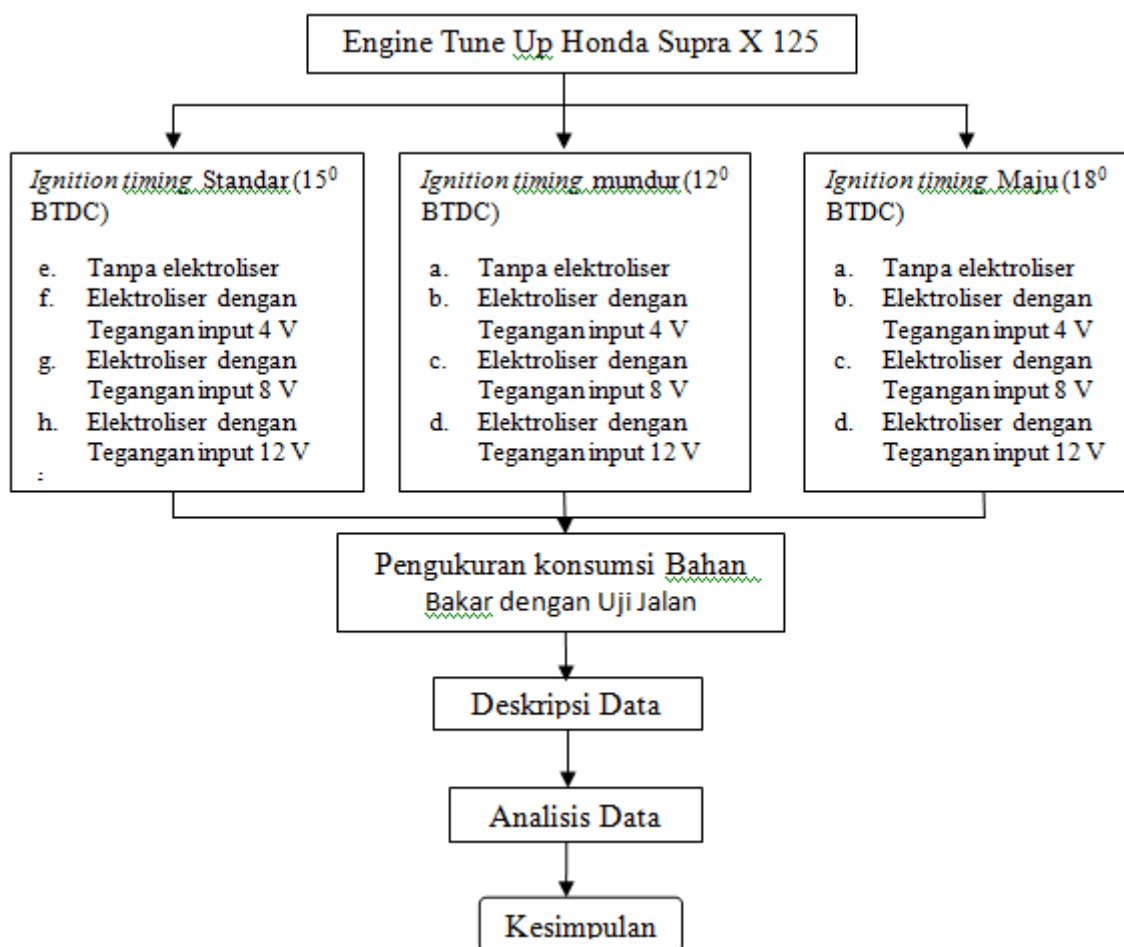 Engine Tune Up Honda Supra X 125
Ignition timing Standar (15⁰
BTDC)
e. Tanpa elektroliser
f. Elektroliser dengan
Tegangan input 4 V
g. Elektroliser dengan
Tegangan input 8 V
h. Elektroliser dengan
Tegangan input 12 V
Ignition timing mundur (12⁰
BTDC)
a. Tanpa elektroliser
b. Elektroliser dengan
Tegangan input 4 V
c. Elektroliser dengan
Tegangan input 8 V
d. Elektroliser dengan
Tegangan input 12 V
Ignition timing Maju (18⁰
BTDC)
a. Tanpa elektroliser
b. Elektroliser dengan
Tegangan input 4 V
c. Elektroliser dengan
Tegangan input 8 V
d. Elektroliser dengan
Tegangan input 12 V
Pengukuran konsumsi Bahan
Bakar dengan Uji Jalan
Deskripsi Data
Analisis Data
Kesimpulan